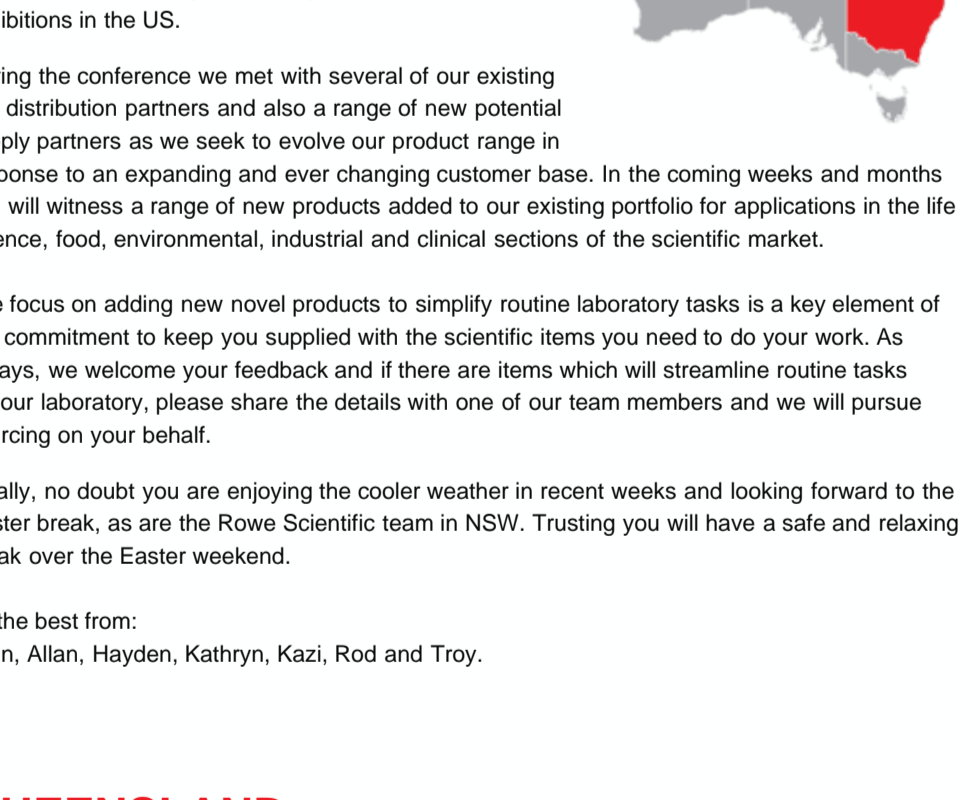 ibitions in the US.
ing the conference we met with several of our existing
distribution partners and also a range of new potential
ply partners as we seek to evolve our product range in
ponse to an expanding and ever changing customer base. In the coming weeks and months
will witness a range of new products added to our existing portfolio for applications in the life
ence, food, environmental, industrial and clinical sections of the scientific market.
e focus on adding new novel products to simplify routine laboratory tasks is a key element of
commitment to keep you supplied with the scientific items you need to do your work. As
ays, we welcome your feedback and if there are items which will streamline routine tasks
our laboratory, please share the details with one of our team members and we will pursue
rcing on your behalf.
ally, no doubt you are enjoying the cooler weather in recent weeks and looking forward to the
ster break, as are the Rowe Scientific team in NSW. Trusting you will have a safe and relaxing
ak over the Easter weekend.
the best from:
n, Allan, Hayden, Kathryn, Kazi, Rod and Troy.